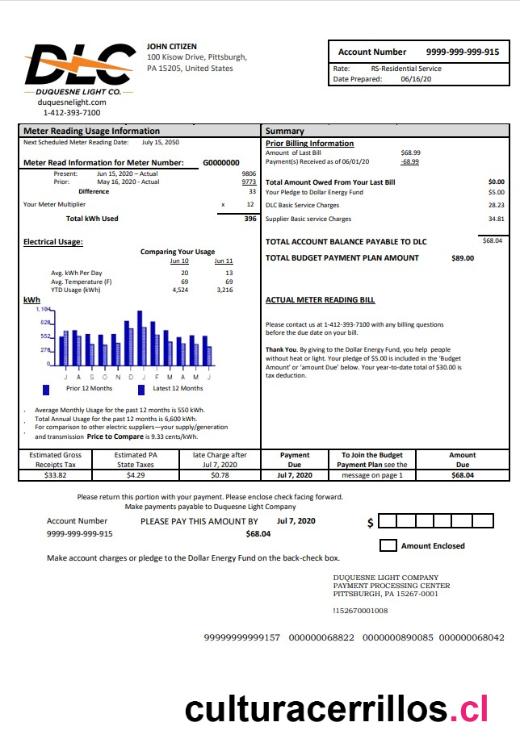 DLC
DUQUESNE LIGHT CO.
duquesnelight.com
1-412-393-7100
JOHN CITIZEN
100 Kisow Drive, Pittsburgh,
PA 15205, United States
Account Number 9999-999-999-915
Rate: RS-Residential Service
Date Prepared: 06/16/20
Meter Reading Usage Information
Next Scheduled Meter Reading Date: July 15, 2050
Meter Read Information for Meter Number: G0000000
Present: Jun 15, 2020 – Actual 9806
Prior: May 16, 2020 - Actual 9773
Difference 33
Your Meter Multiplier x 12
Total kWh Used 396
Electrical Usage:
Comparing Your Usage
Jun 10 Jun 11
Avg. kWh Per Day 20 13
Avg. Temperature (F) 69 69
YTD Usage (kWh) 4,524 3,216
kWh
1,104
828
552
276
0
J A S O N D J F M A M J
Prior 12 Months Latest 12 Months
. Average Monthly Usage for the past 12 months is 550 kWh.
. Total Annual Usage for the past 12 months is 6,600 kWh.
. For comparison to other electric suppliers—your supply/generation
and transmission Price to Compare is 9.33 cents/kWh.
Summary
Prior Billing Information
Amount of Last Bill $68.99
Payment(s) Received as of 06/01/20 -68.99
Total Amount Owed From Your Last Bill $0.00
Your Pledge to Dollar Energy Fund $5.00
DLC Basic Service Charges 28.23
Supplier Basic service Charges 34.81
TOTAL ACCOUNT BALANCE PAYABLE TO DLC $68.04
TOTAL BUDGET PAYMENT PLAN AMOUNT $89.00
ACTUAL METER READING BILL
Please contact us at 1-412-393-7100 with any billing questions
before the due date on your bill.
Thank You. By giving to the Dollar Energy Fund, you help people
without heat or light. Your pledge of $5.00 is included in the 'Budget
Amount' or 'amount Due' below. Your year-to-date total of $30.00 is
tax deduction.
Estimated Gross Receipts Tax Estimated PA State Taxes late Charge after Jul 7, 2020 Payment Due To Join the Budget Payment Plan see the Amount Due
$33.82 $4.29 $0.78 Jul 7, 2020 message on page 1 $68.04
Please return this portion with your payment. Please enclose check facing forward.
Make payments payable to Duquesne Light Company
Account Number PLEASE PAY THIS AMOUNT BY Jul 7, 2020 $
9999-999-999-915 $68.04
Amount Enclosed
Make account charges or pledge to the Dollar Energy Fund on the back-check box.
DUQUESNE LIGHT COMPANY
PAYMENT PROCESSING CENTER
PITTSBURGH, PA 15267-0001
!152670001008
99999999999157 000000068822 0000000890085 000000068042
culturacerrillos.cl